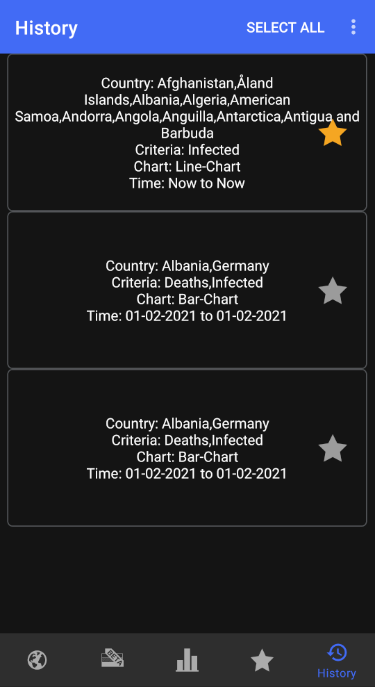 History
SELECT ALL
Country: Afghanistan,Åland
Islands,Albania,Algeria,American
Samoa,Andorra,Angola,Anguilla,Antarctica,Antigua and
Barbuda
Criteria: Infected
Chart: Line-Chart
Time: Now to Now
Country: Albania,Germany
Criteria: Deaths,Infected
Chart: Bar-Chart
Time: 01-02-2021 to 01-02-2021
Country: Albania,Germany
Criteria: Deaths,Infected
Chart: Bar-Chart
Time: 01-02-2021 to 01-02-2021
History